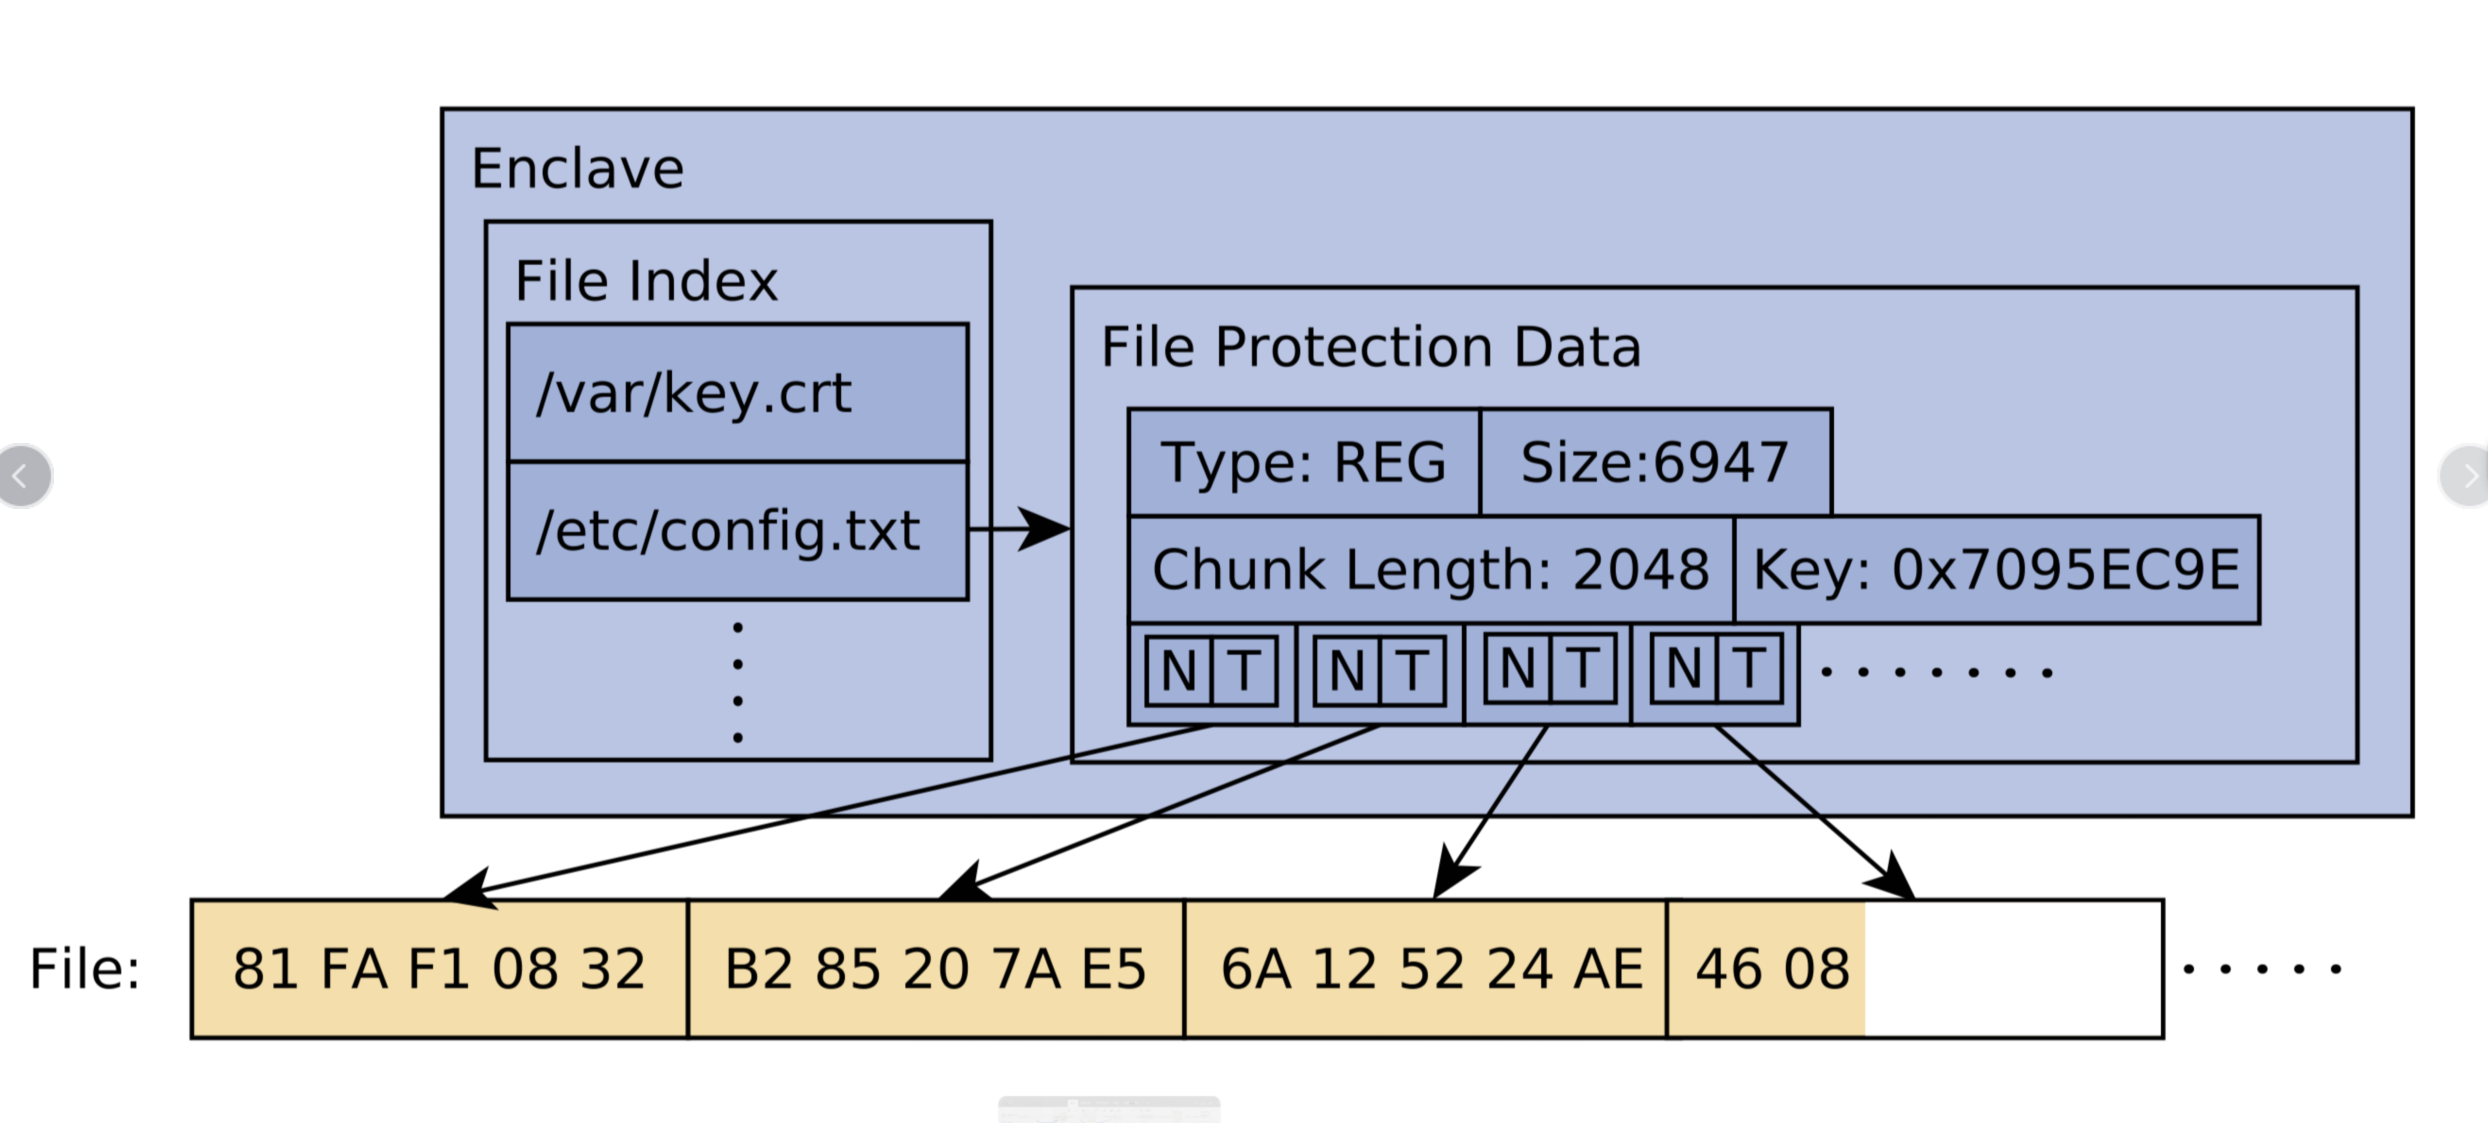 Enclave
File Index
/var/key.crt
/etc/config.txt
File Protection Data
Type: REG Size:6947
Chunk Length: 2048 Key: 0x7095EC9E
N T N T N T N T
File: 81 FA F1 08 32 B2 85 20 7A E5 6A 12 52 24 AE 46 08